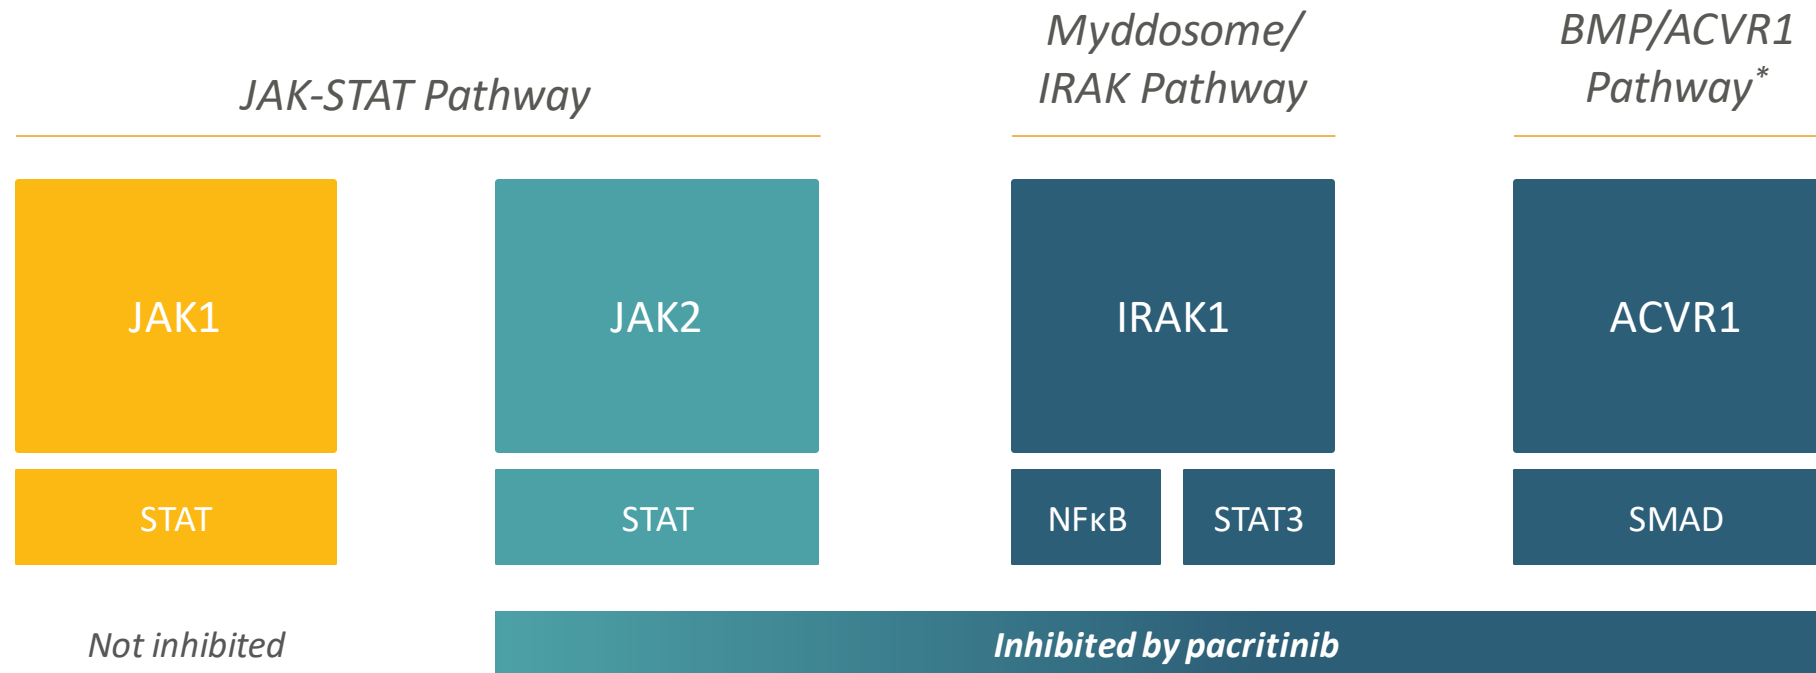 JAK-STAT Pathway
Myddosome/
IRAK Pathway
BMP/ACVR1
Pathway*
JAK1
JAK2
IRAK1
ACVR1
STAT
STAT
NFκB
STAT3
SMAD
Not inhibited
Inhibited by pacritinib